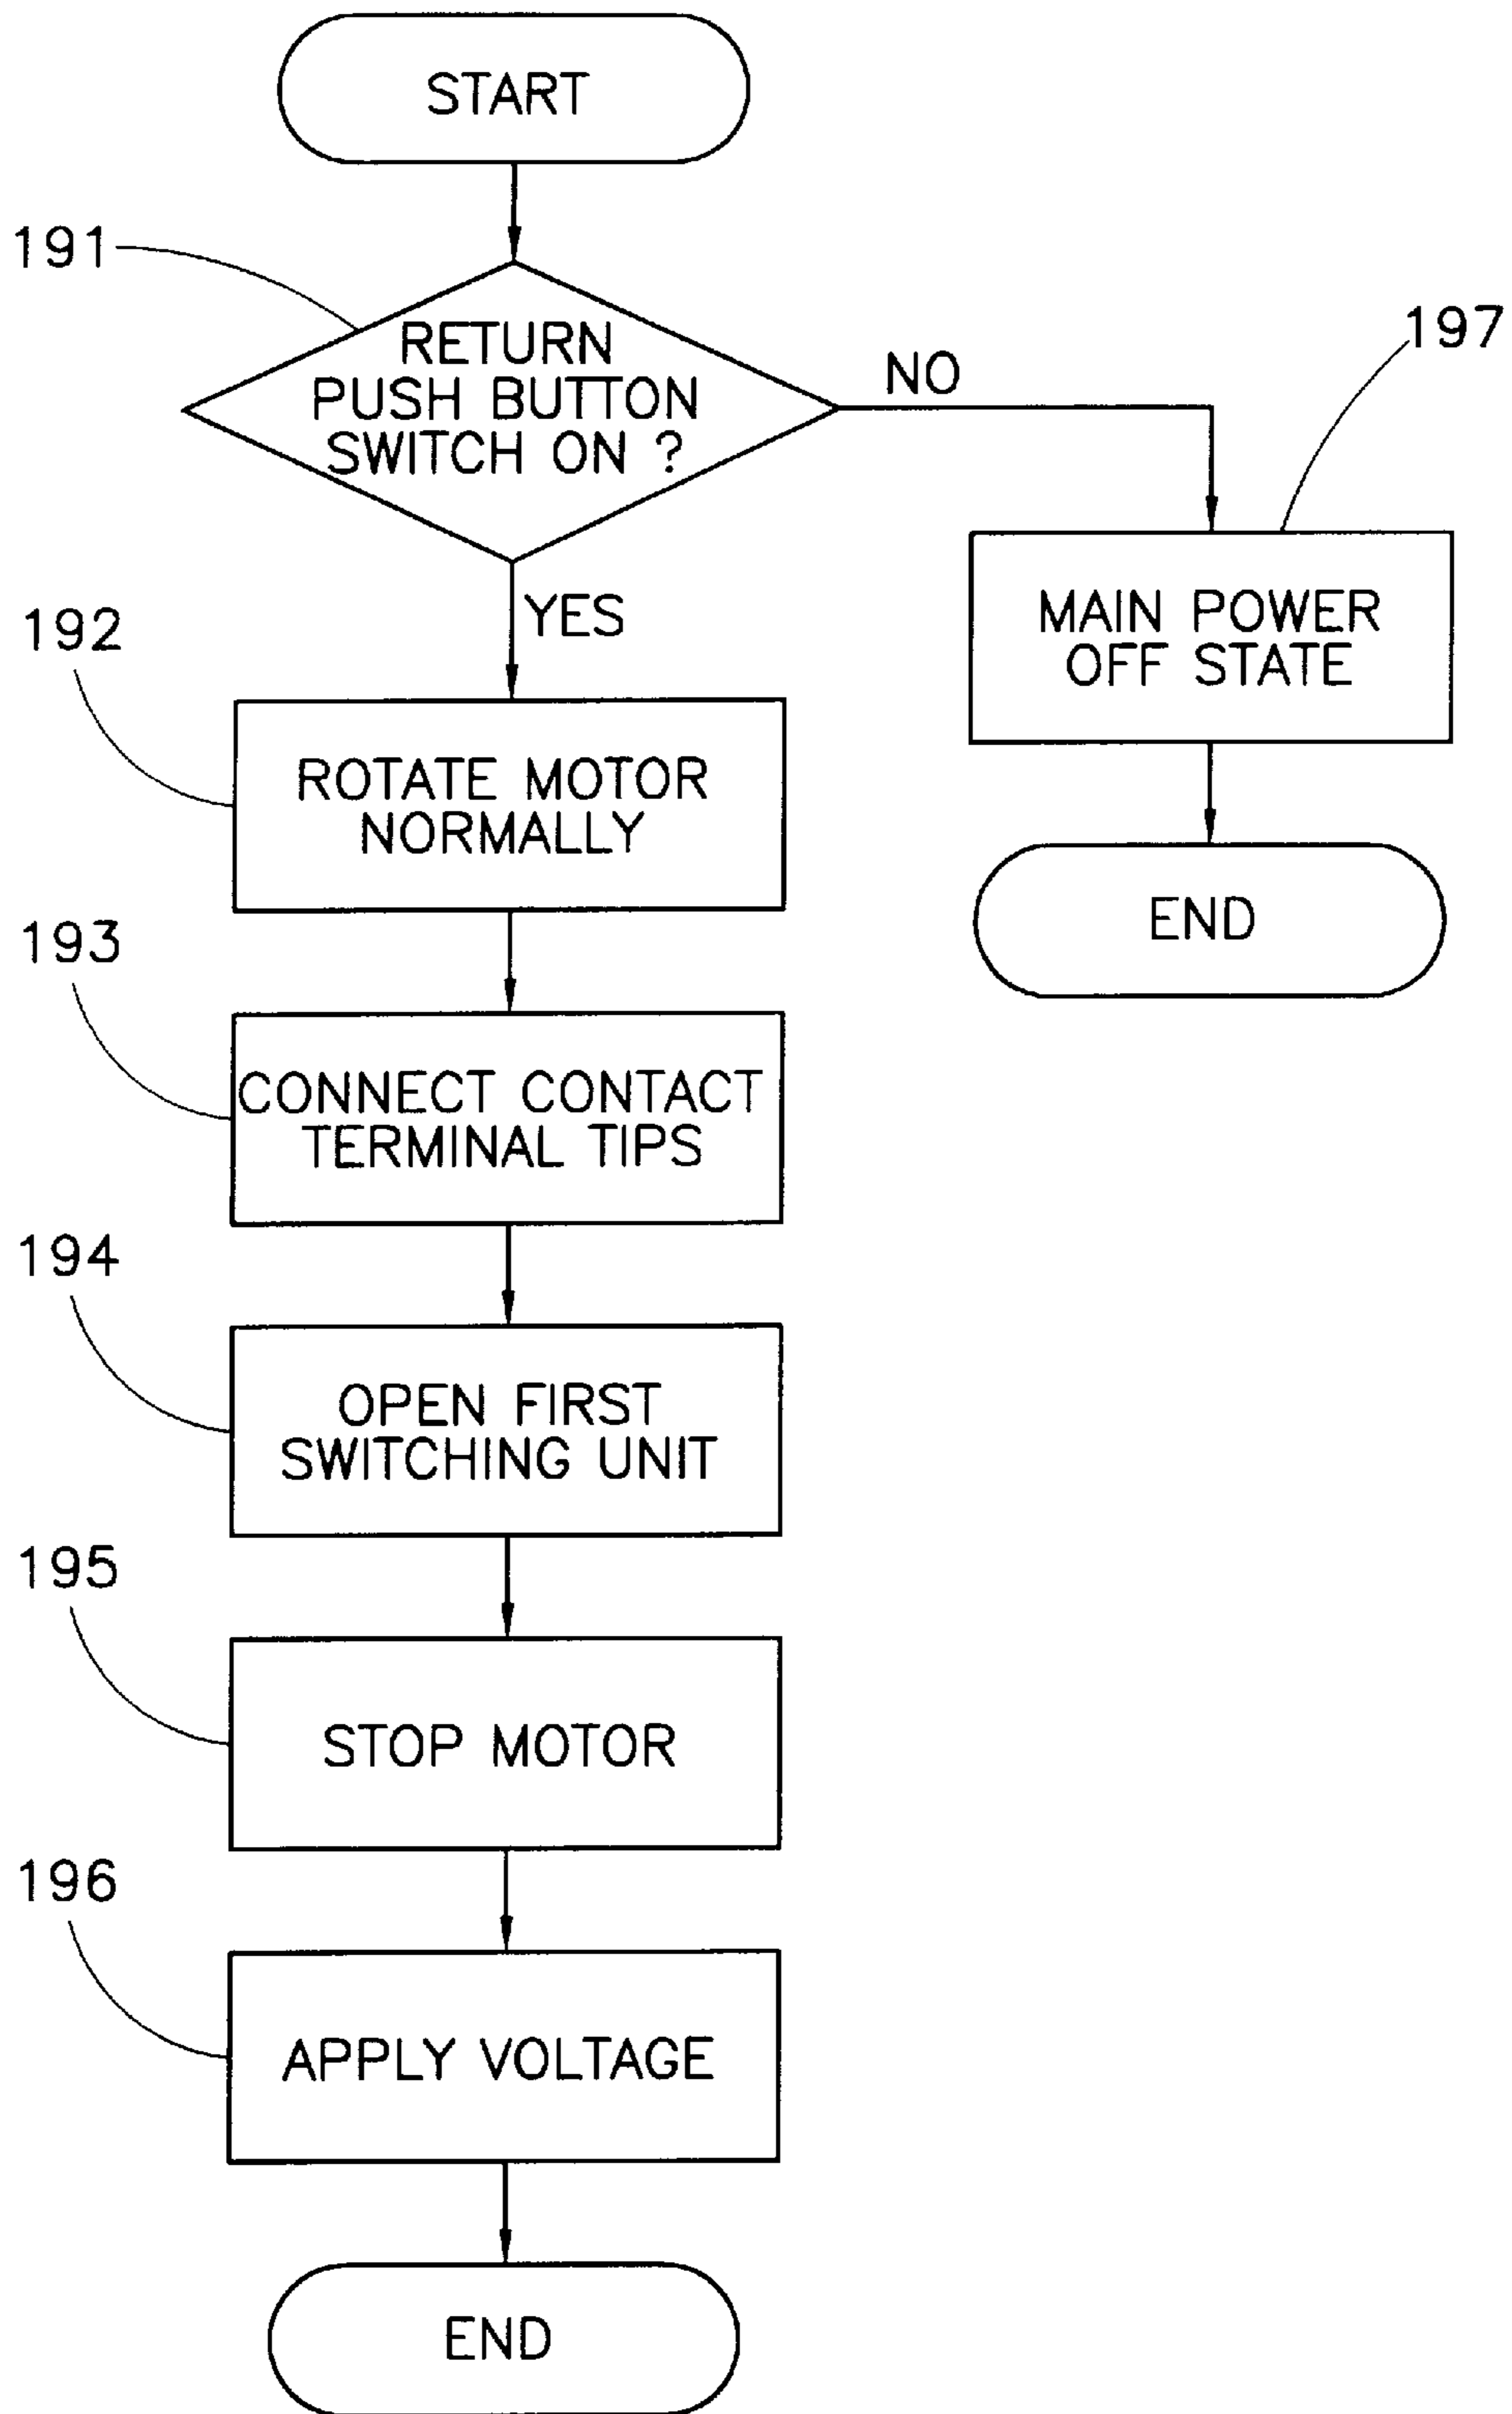 START
191
RETURN
PUSH BUTTON
SWITCH ON ?
NO
197
MAIN POWER
OFF STATE
END
YES
192
ROTATE MOTOR
NORMALLY
193
CONNECT CONTACT
TERMINAL TIPS
194
OPEN FIRST
SWITCHING UNIT
195
STOP MOTOR
196
APPLY VOLTAGE
END